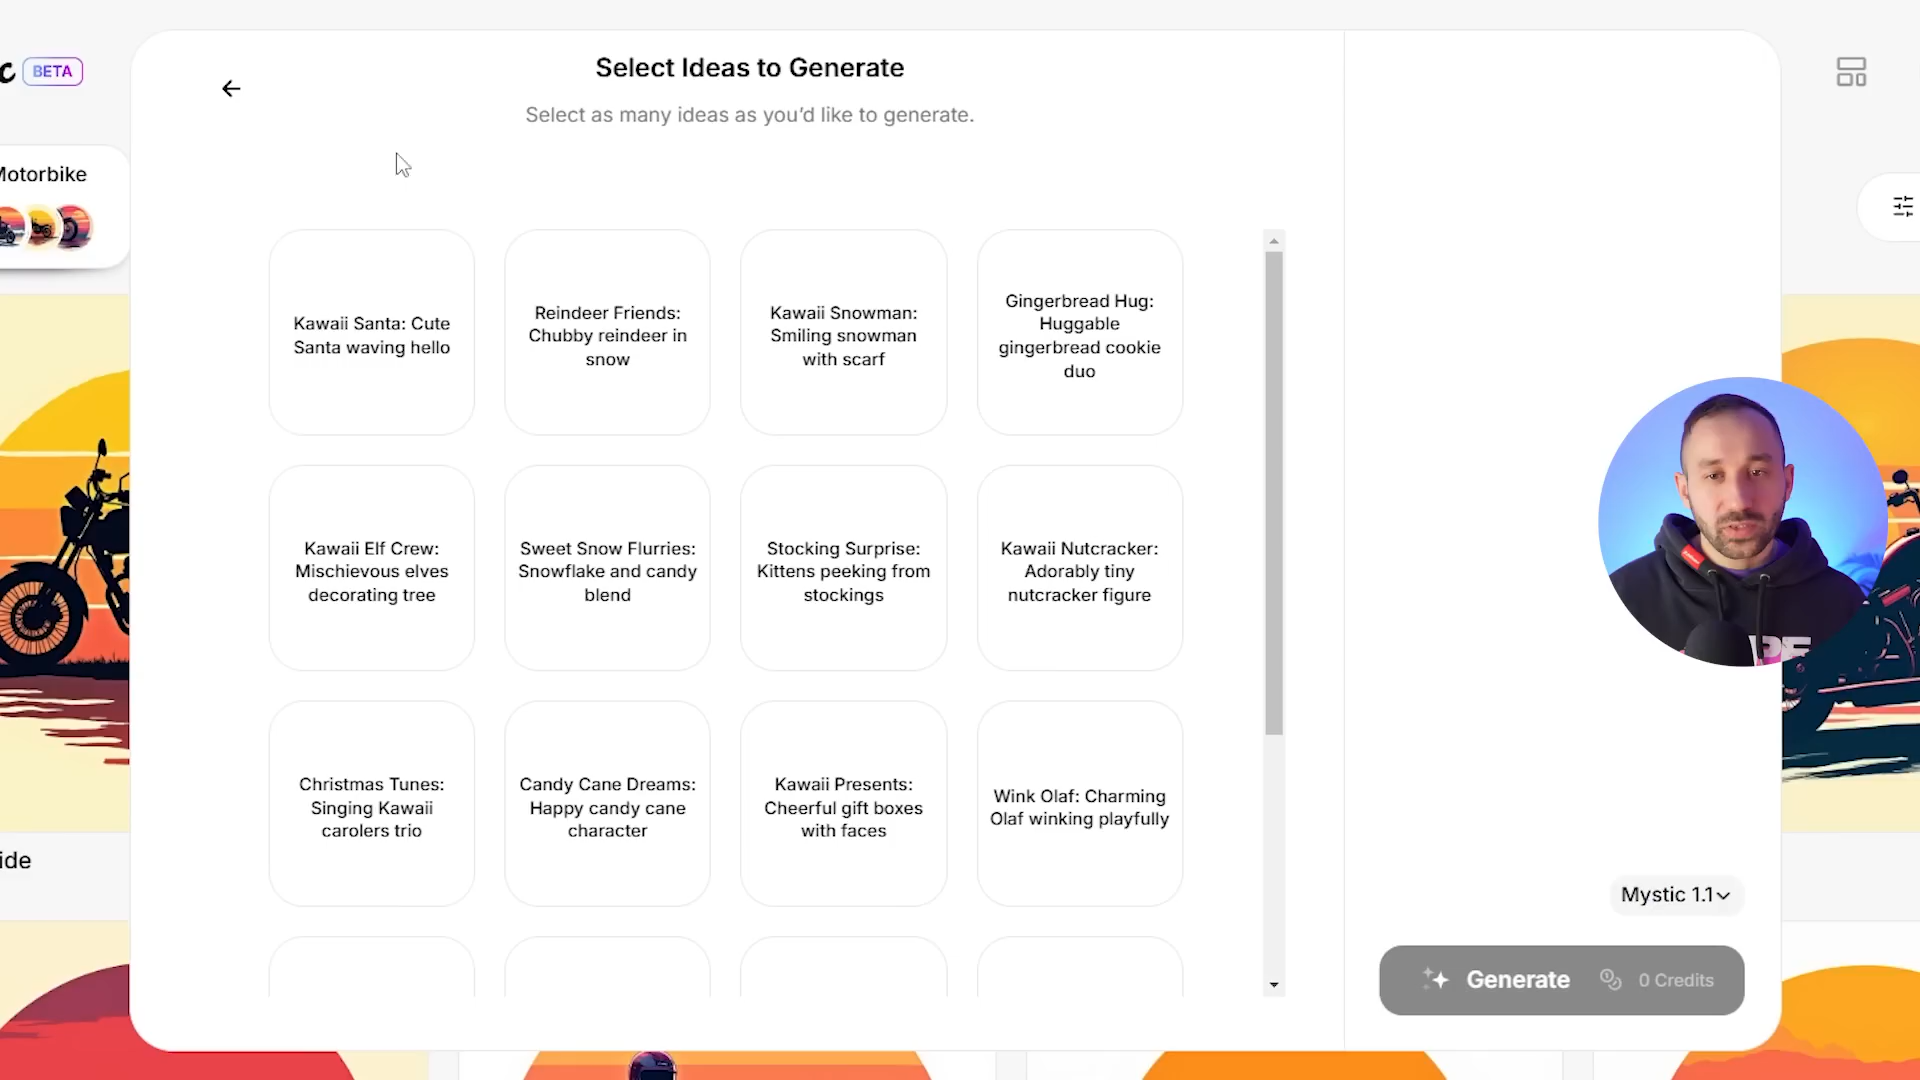 Select Ideas to Generate
c BETA
Select as many ideas as you'd like to generate.
Motorbike
Kawaii Santa: Cute
Santa waving hello
Reindeer Friends:
Chubby reindeer in
snow
Kawaii Snowman:
Smiling snowman
with scarf
Gingerbread Hug:
Huggable
gingerbread cookie
duo
Kawaii Elf Crew:
Mischievous elves
decorating tree
Sweet Snow Flurries:
Snowflake and candy
blend
Stocking Surprise:
Kittens peeking from
stockings
Kawaii Nutcracker:
Adorably tiny
nutcracker figure
Christmas Tunes:
Singing Kawaii
carolers trio
Candy Cane Dreams:
Happy candy cane
character
Kawaii Presents:
Cheerful gift boxes
with faces
Wink Olaf: Charming
Olaf winking playfully
ide
Mystic 1.1
Generate 0 Credits